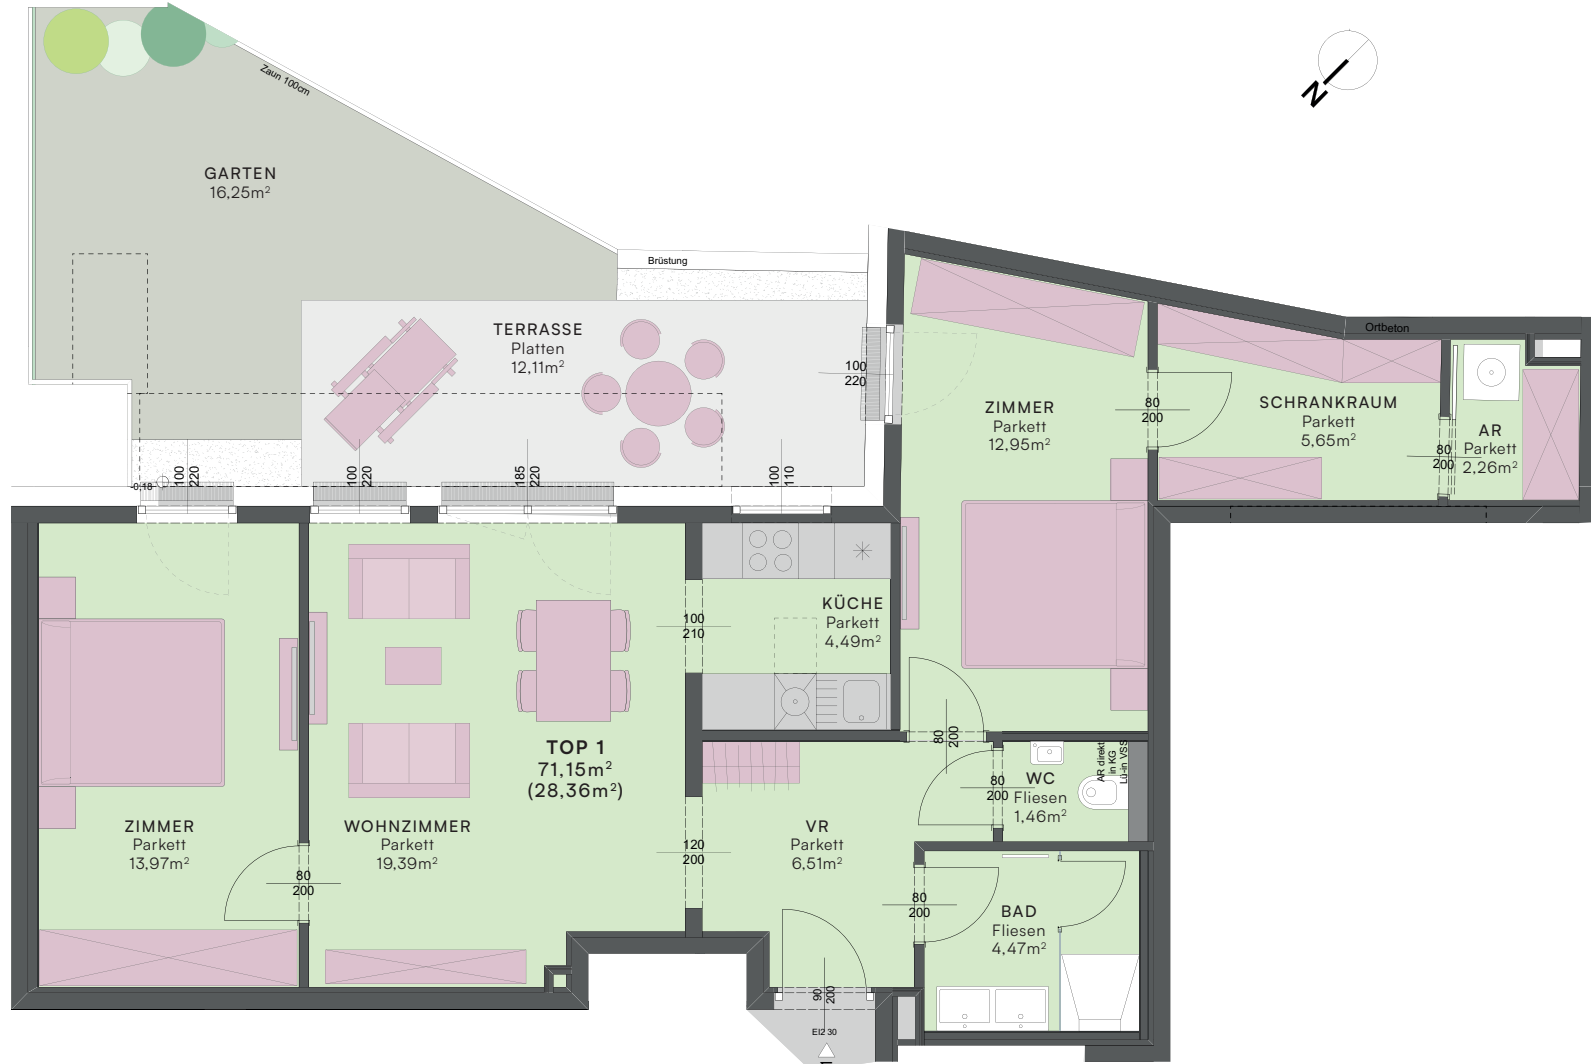 N
Zaun 100cm
GARTEN
16,25m²
Brüstung
TERRASSE
Platten
12,11m²
Ortbeton
100
220
ZIMMER
Parkett
12,95m²
80
200
SCHRANKRAUM
Parkett
5,65m²
80
200
AR
Parkett
2,26m²
-0,18
100
220
100
220
185
220
100
110
KÜCHE
Parkett
4,49m²
100
210
TOP 1
71,15m²
(28,36m²)
80
200
AR direkt
in KG
Lü-in VSS
80
200
WC
Fliesen
1,46m²
ZIMMER
Parkett
13,97m²
WOHNZIMMER
Parkett
19,39m²
120
200
VR
Parkett
6,51m²
80
200
80
200
BAD
Fliesen
4,47m²
90
200
EI2 30